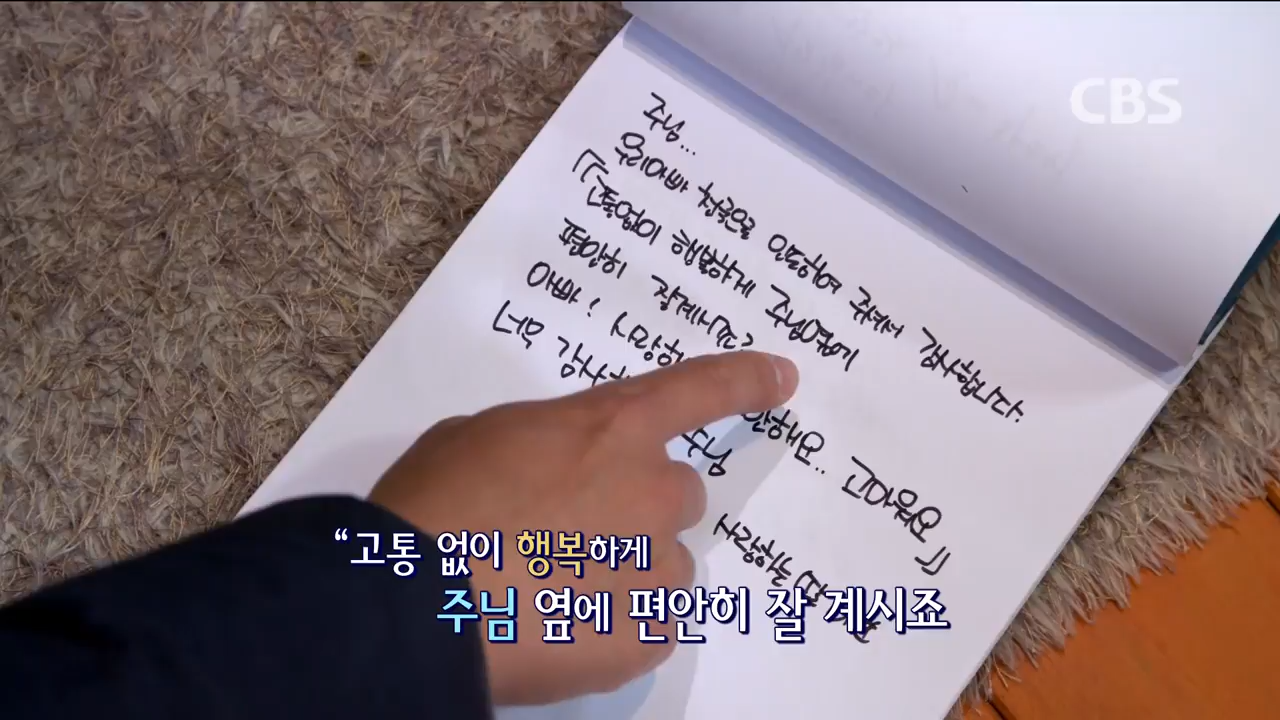 CBS
주님...
우리아빠 천국으로 인도하여 주셔서 감사합니다.
「고통없이 행복하게 주님옆에
편안히 잘계시죠?
아빠! 사랑해
안해요.. 고마워요」
더욱 감사
주님
“고통 없이 행복하게
주님 옆에 편안히 잘 계시죠